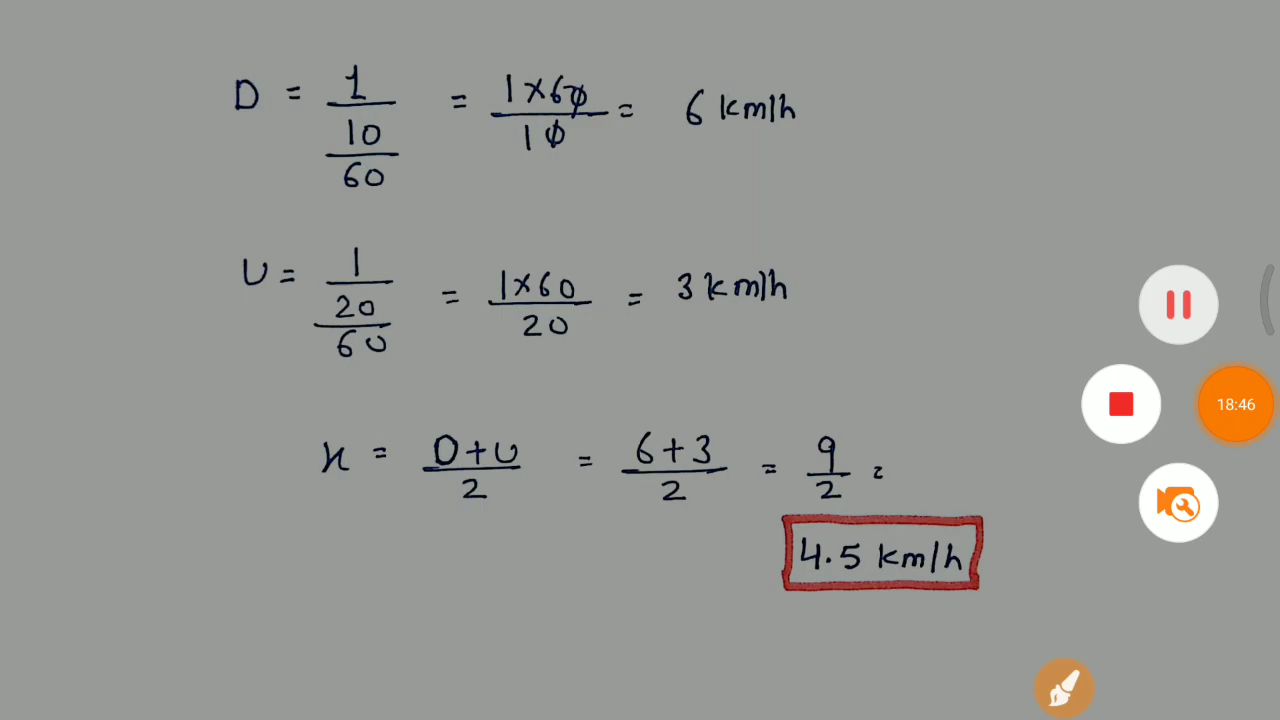 D = 1/(10/60) = 1×60/10 = 6 km/h
U = 1/(20/60) = 1×60/20 = 3 km/h
x = D+U/2 = 6+3/2 = 9/2 =
4.5 km/h
18:46